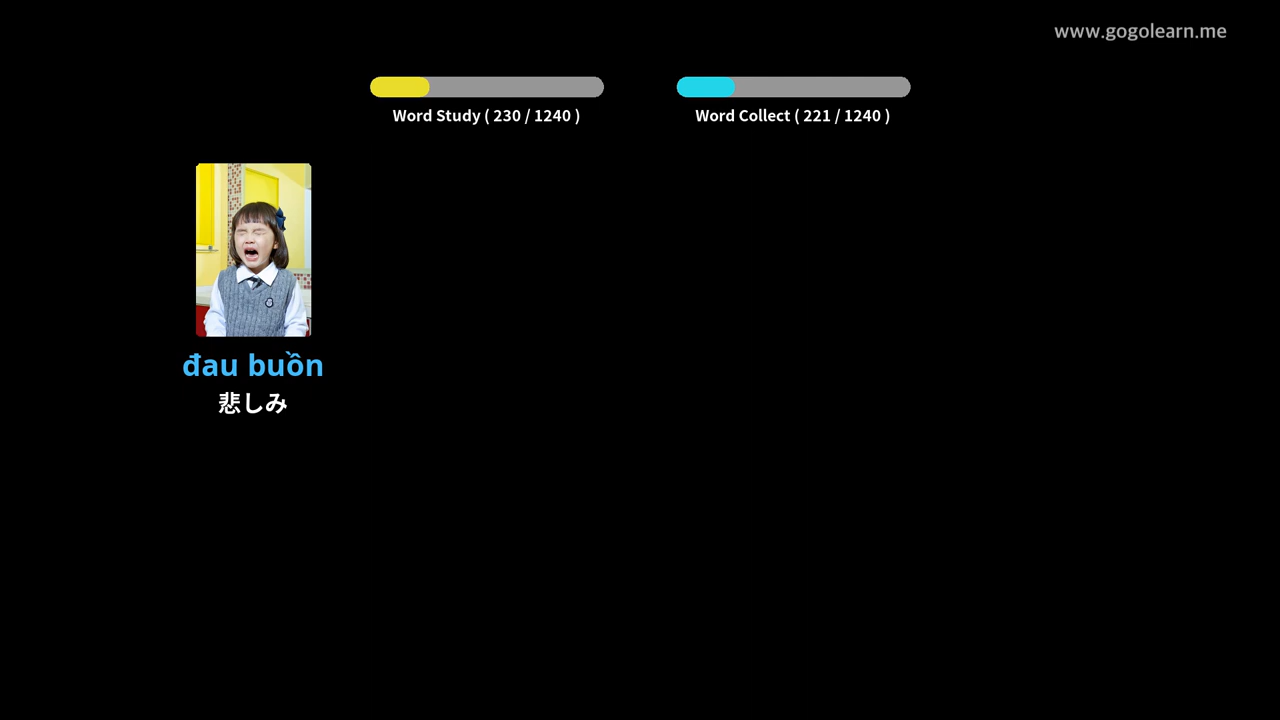 www.gogolearn.me
Word Study ( 230 / 1240 )
Word Collect ( 221 / 1240 )
đau buồn
悲しみ